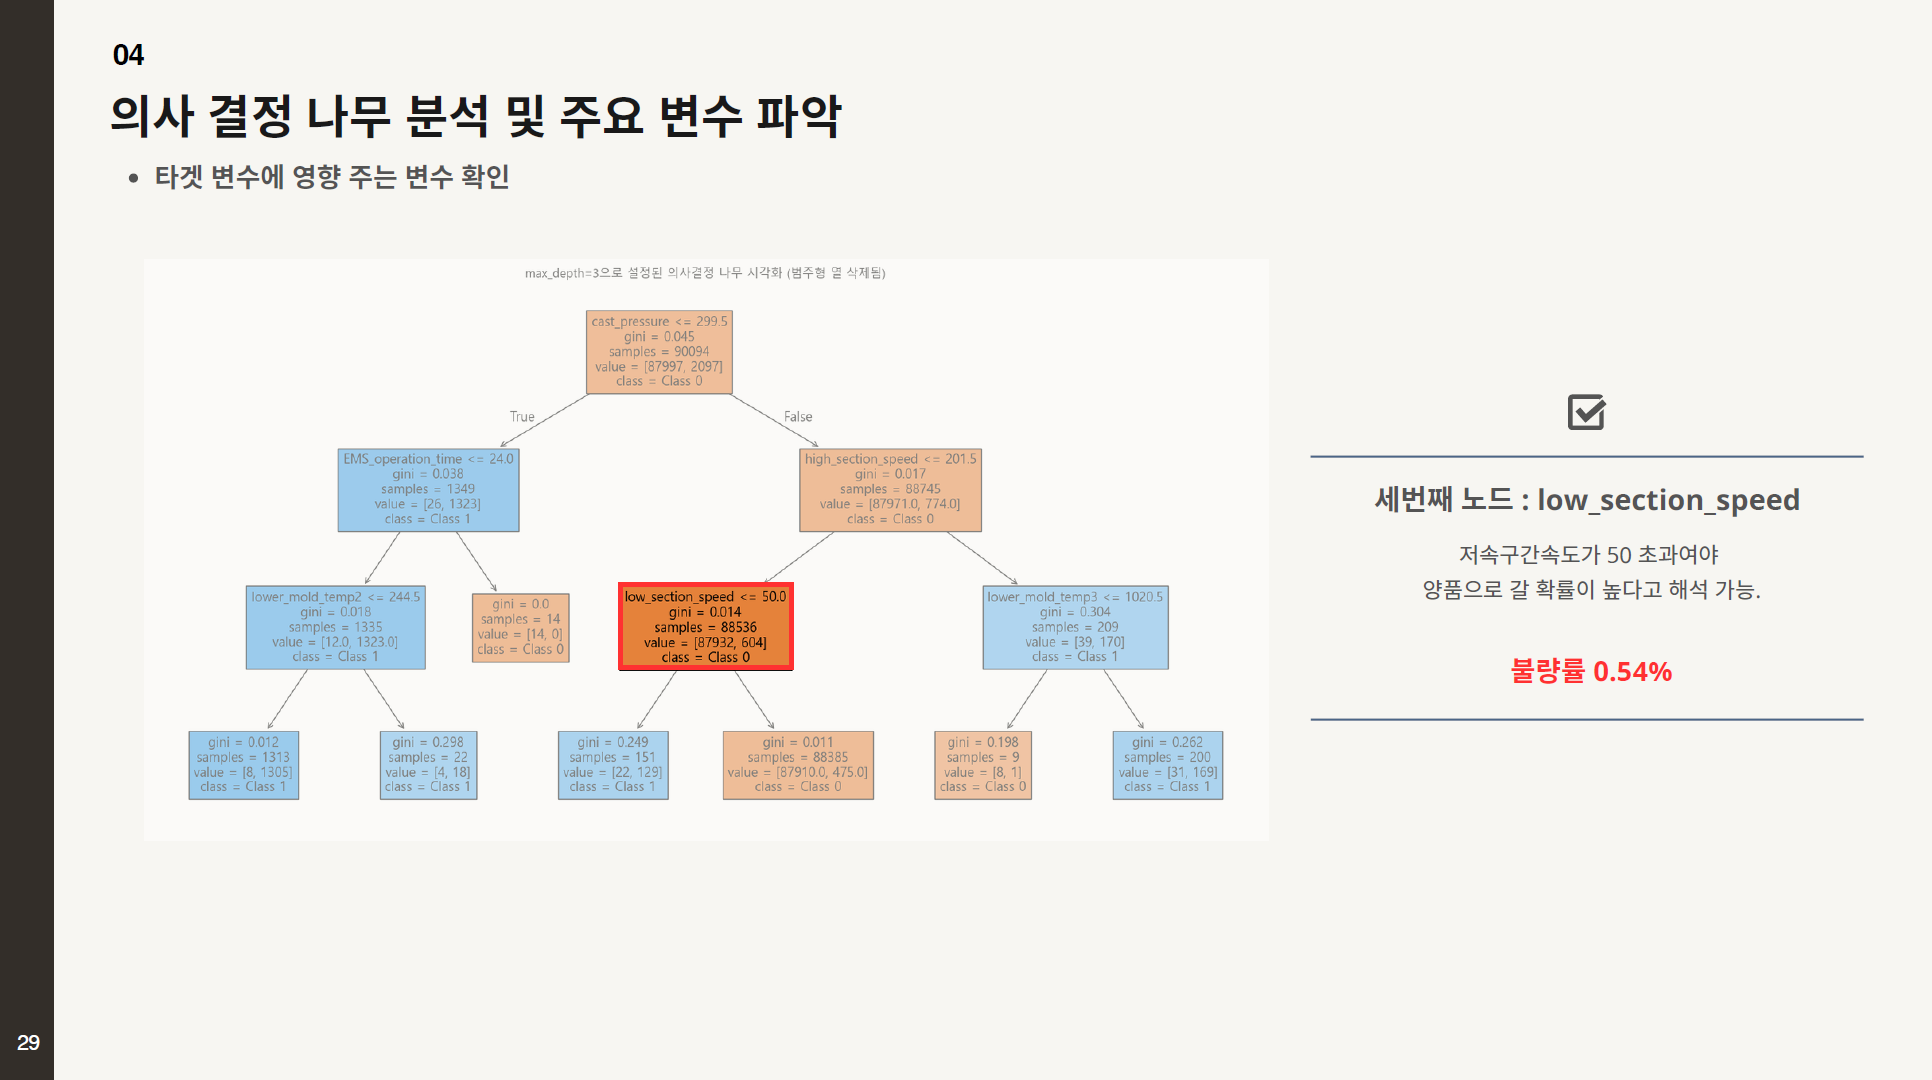 04
의사 결정 나무 분석 및 주요 변수 파악
• 타겟 변수에 영향 주는 변수 확인
max_depth=3으로 설정된 의사결정 나무 시각화 (범주형 열 삭제됨)
cast_pressure <= 299.5
gini = 0.045
samples = 90094
value = [87997, 2097]
class = Class 0
True
False
EMS_operation_time <= 24.0
gini = 0.038
samples = 1349
value = [26, 1323]
class = Class 1
high_section_speed <= 201.5
gini = 0.017
samples = 88745
value = [87971.0, 774.0]
class = Class 0
lower_mold_temp2 <= 244.5
gini = 0.018
samples = 1335
value = [12.0, 1323.0]
class = Class 1
gini = 0.0
samples = 14
value = [14, 0]
class = Class 0
low_section_speed <= 50.0
gini = 0.014
samples = 88536
value = [87932, 604]
class = Class 0
lower_mold_temp3 <= 1020.5
gini = 0.304
samples = 209
value = [39, 170]
class = Class 1
gini = 0.012
samples = 1313
value = [8, 1305]
class = Class 1
gini = 0.298
samples = 22
value = [4, 18]
class = Class 1
gini = 0.249
samples = 151
value = [22, 129]
class = Class 1
gini = 0.011
samples = 88385
value = [87910.0, 475.0]
class = Class 0
gini = 0.198
samples = 9
value = [8, 1]
class = Class 0
gini = 0.262
samples = 200
value = [31, 169]
class = Class 1
세번째 노드 : low_section_speed
저속구간속도가 50 초과여야
양품으로 갈 확률이 높다고 해석 가능.
불량률 0.54%
29